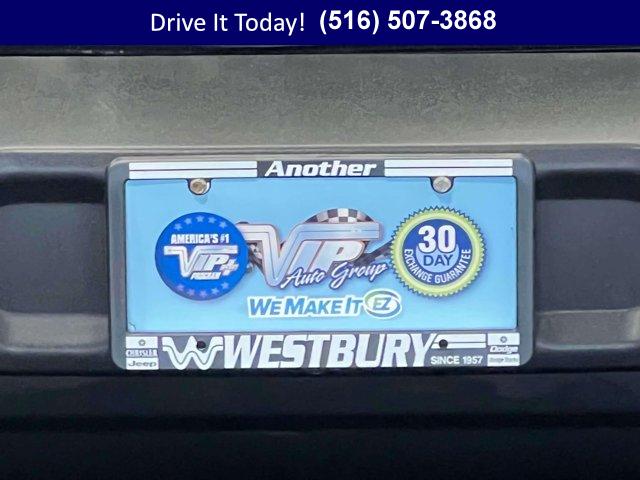 Drive It Today! (516) 507-3868
Another
AMERICA'S #1
VIP
VIP
Auto Group
30
DAY
EXCHANGE GUARANTEE
WE MAKE IT EZ
WESTBURY SINCE 1957
CHRYSLER
Jeep
Dodge